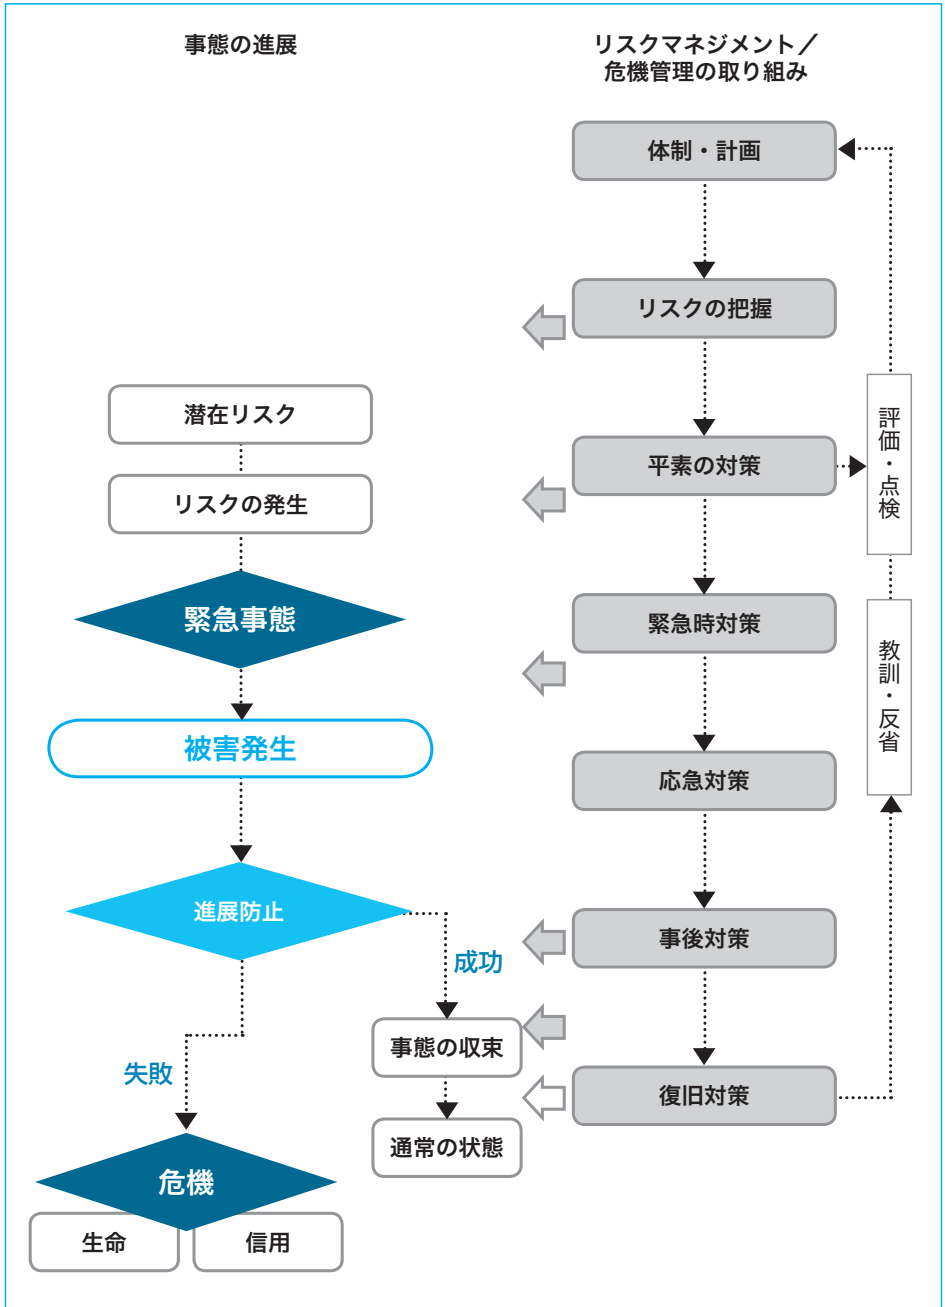 事態の進展
リスクマネジメント／
危機管理の取り組み
体制・計画
リスクの把握
潜在リスク
平素の対策
評価・点検
リスクの発生
緊急事態
緊急時対策
教訓・反省
被害発生
応急対策
進展防止
事後対策
成功
事態の収束
失敗
復旧対策
通常の状態
危機
生命
信用